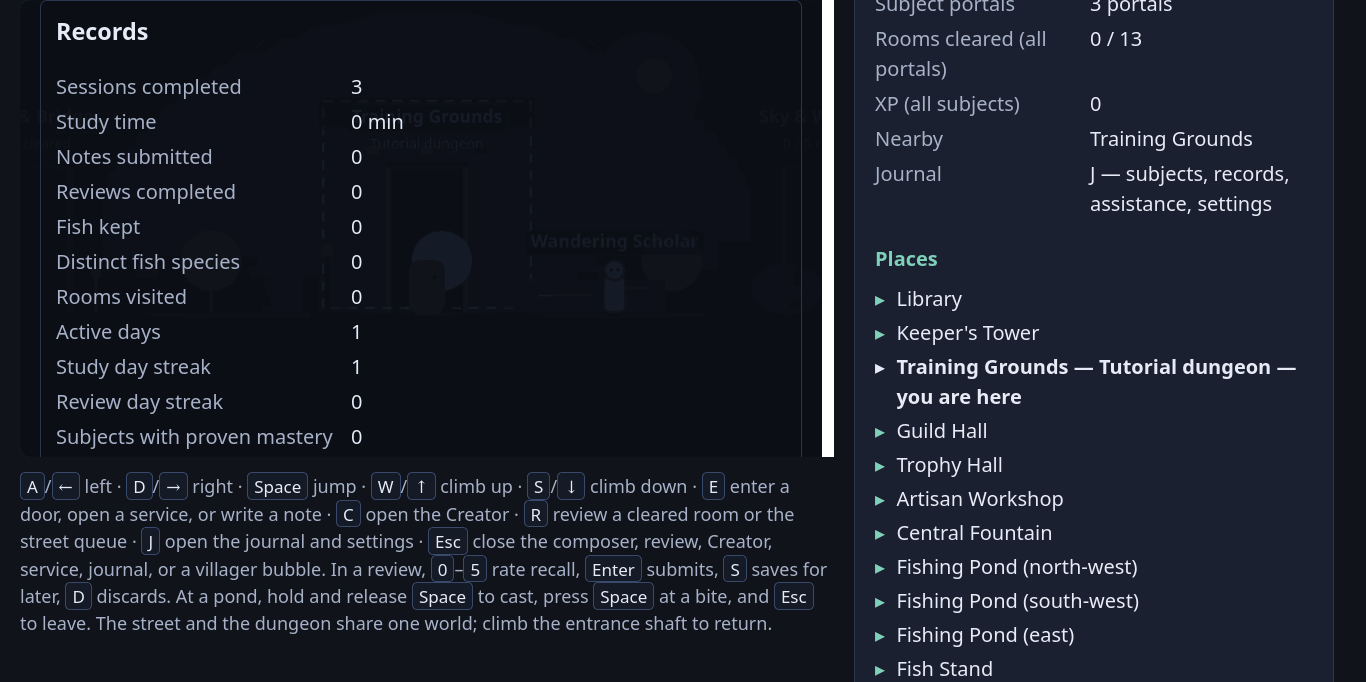 Records
Sessions completed 3
Study time 0 min
Notes submitted 0
Reviews completed 0
Fish kept 0
Distinct fish species 0
Rooms visited 0
Active days 1
Study day streak 1
Review day streak 0
Subjects with proven mastery 0
Training Grounds
Tutorial dungeon
Wandering Scholar
A/← left · D/→ right · Space jump · W/↑ climb up · S/↓ climb down · E enter a
door, open a service, or write a note · C open the Creator · R review a cleared room or the
street queue · J open the journal and settings · Esc close the composer, review, Creator,
service, journal, or a villager bubble. In a review, 0–5 rate recall, Enter submits, S saves for
later, D discards. At a pond, hold and release Space to cast, press Space at a bite, and Esc
to leave. The street and the dungeon share one world; climb the entrance shaft to return.
Subject portals 3 portals
Rooms cleared (all 0 / 13
portals)
XP (all subjects) 0
Nearby Training Grounds
Journal J — subjects, records,
assistance, settings
Places
▸ Library
▸ Keeper's Tower
▸ Training Grounds — Tutorial dungeon —
you are here
▸ Guild Hall
▸ Trophy Hall
▸ Artisan Workshop
▸ Central Fountain
▸ Fishing Pond (north-west)
▸ Fishing Pond (south-west)
▸ Fishing Pond (east)
▸ Fish Stand